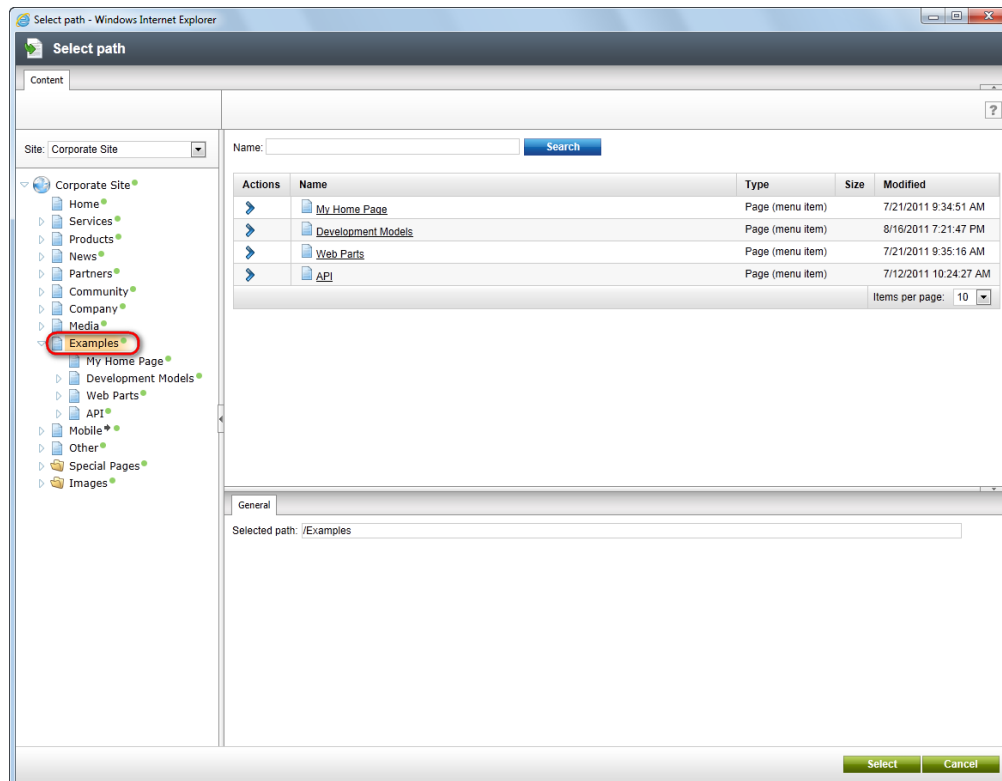 Select path - Windows Internet Explorer
Select path
Content
?
Site: Corporate Site
Name: Search
Corporate Site
Home
Services
Products
News
Partners
Community
Company
Media
Examples
My Home Page
Development Models
Web Parts
API
Mobile
Other
Special Pages
Images
Actions Name Type Size Modified
My Home Page Page (menu item) 7/21/2011 9:34:51 AM
Development Models Page (menu item) 8/16/2011 7:21:47 PM
Web Parts Page (menu item) 7/21/2011 9:35:16 AM
API Page (menu item) 7/12/2011 10:24:27 AM
Items per page: 10
General
Selected path: /Examples
Select Cancel